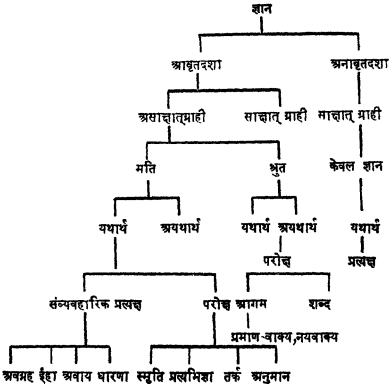 ज्ञान
आवृतदशा अनावृतदशा
असाक्षात्‌ग्राही साक्षात् ग्राही साक्षात् ग्राही
मति श्रुत केवल ज्ञान
यथार्थ अयथार्थ यथार्थ अयथार्थ यथार्थ
परोक्ष प्रत्यक्ष
संव्यवहारिक प्रत्यक्ष परोक्ष आगम शब्द
प्रमाण-वाक्य,नयवाक्य
अवग्रह ईहा अवाय धारणा स्मृति प्रत्यभिज्ञा तर्क अनुमान